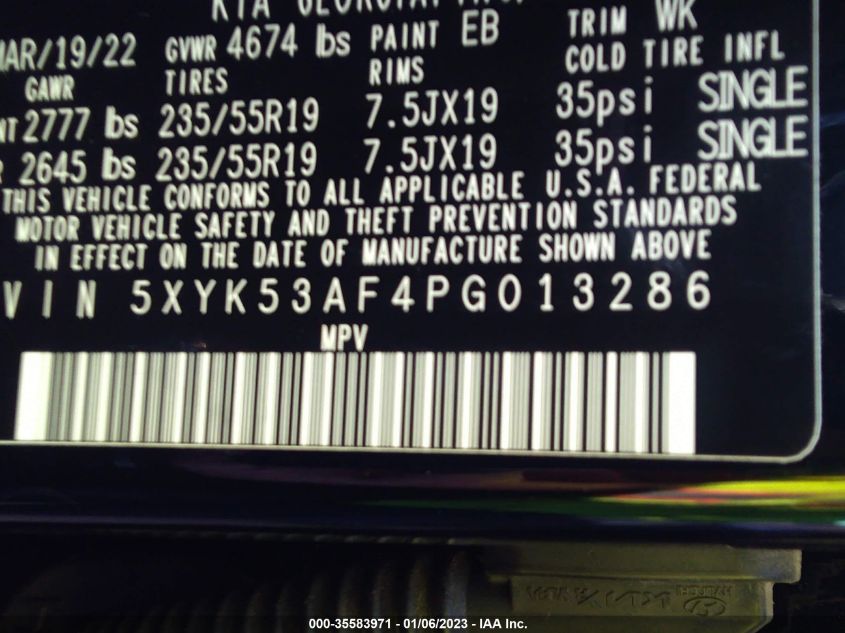 KIA GEORGIA,
MAR/19/22 GVWR 4674 lbs PAINT EB TRIM WK
GAWR TIRES RIMS COLD TIRE INFL
NT 2777 lbs 235/55R19 7.5JX19 35psi SINGLE
R 2645 lbs 235/55R19 7.5JX19 35psi SINGLE
THIS VEHICLE CONFORMS TO ALL APPLICABLE U.S.A. FEDERAL
MOTOR VEHICLE SAFETY AND THEFT PREVENTION STANDARDS
IN EFFECT ON THE DATE OF MANUFACTURE SHOWN ABOVE
VIN 5XYK53AF4PG013286
MPV
000-35583971 - 01/06/2023 - IAA Inc.